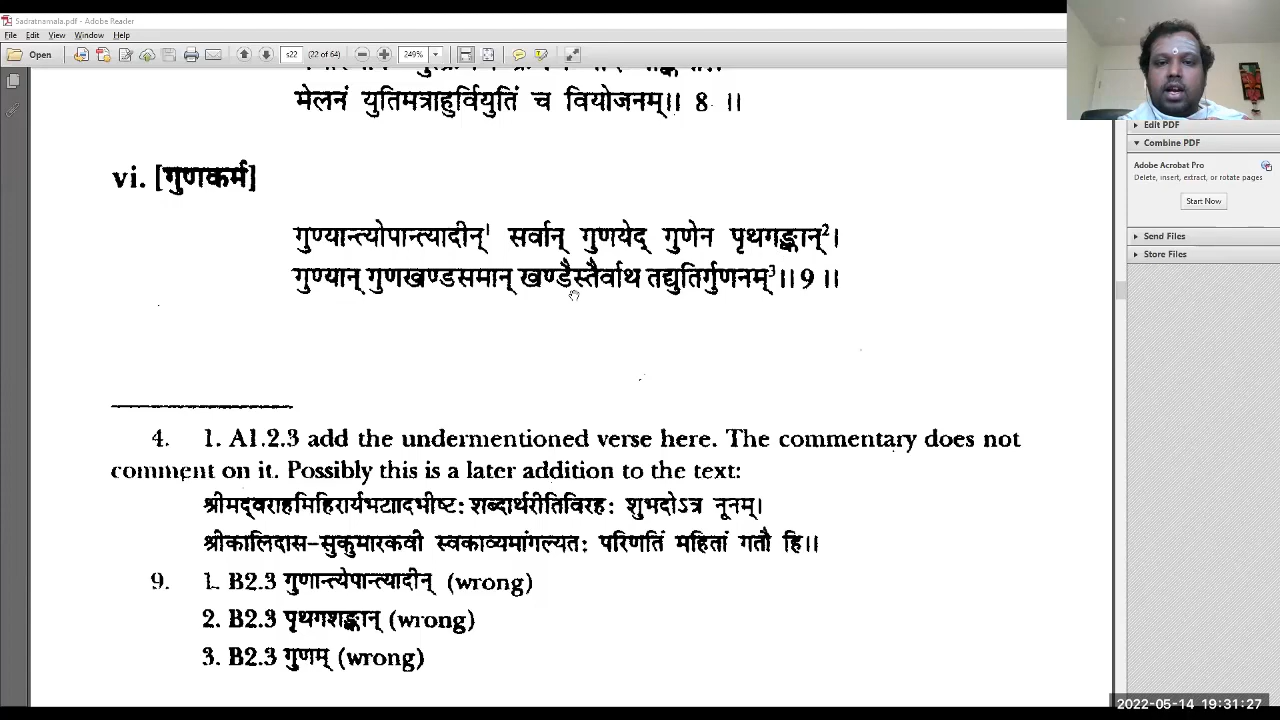 Sadratnamala.pdf - Adobe Reader
File Edit View Window Help
Open s22 (22 of 64) 249%
मेलनं युतिमत्राहुर्वियुतिं च वियोजनम्।। 8 ।।
vi. [गुणकर्म]
गुण्यान्त्योपान्त्यादीन्1 सर्वान् गुणयेद् गुणेन पृथगङ्कान्2।
गुण्यान् गुणखण्डसमान् खण्डैस्तैर्वाथ तद्युतिर्गुणनम्3।।9।।
4. 1. A1.2.3 add the undermentioned verse here. The commentary does not
comment on it. Possibly this is a later addition to the text:
श्रीमद्वराहमिहिरार्यभटाद्यभीष्टः शब्दार्थरीतिविरहः शुभदोऽत्र नूनम्।
श्रीकालिदास-सुकुमारकवी स्वकाव्यमांगल्यतः परिणतिं महितां गतौ हि।।
9. 1. B2.3 गुणान्त्येपान्त्यादीन् (wrong)
2. B2.3 पृथगशङ्कान् (wrong)
3. B2.3 गुणम् (wrong)
Edit PDF
Combine PDF
Adobe Acrobat Pro
Delete, insert, extract, or rotate pages
Start Now
Send Files
Store Files
2022-05-14 19:31:27